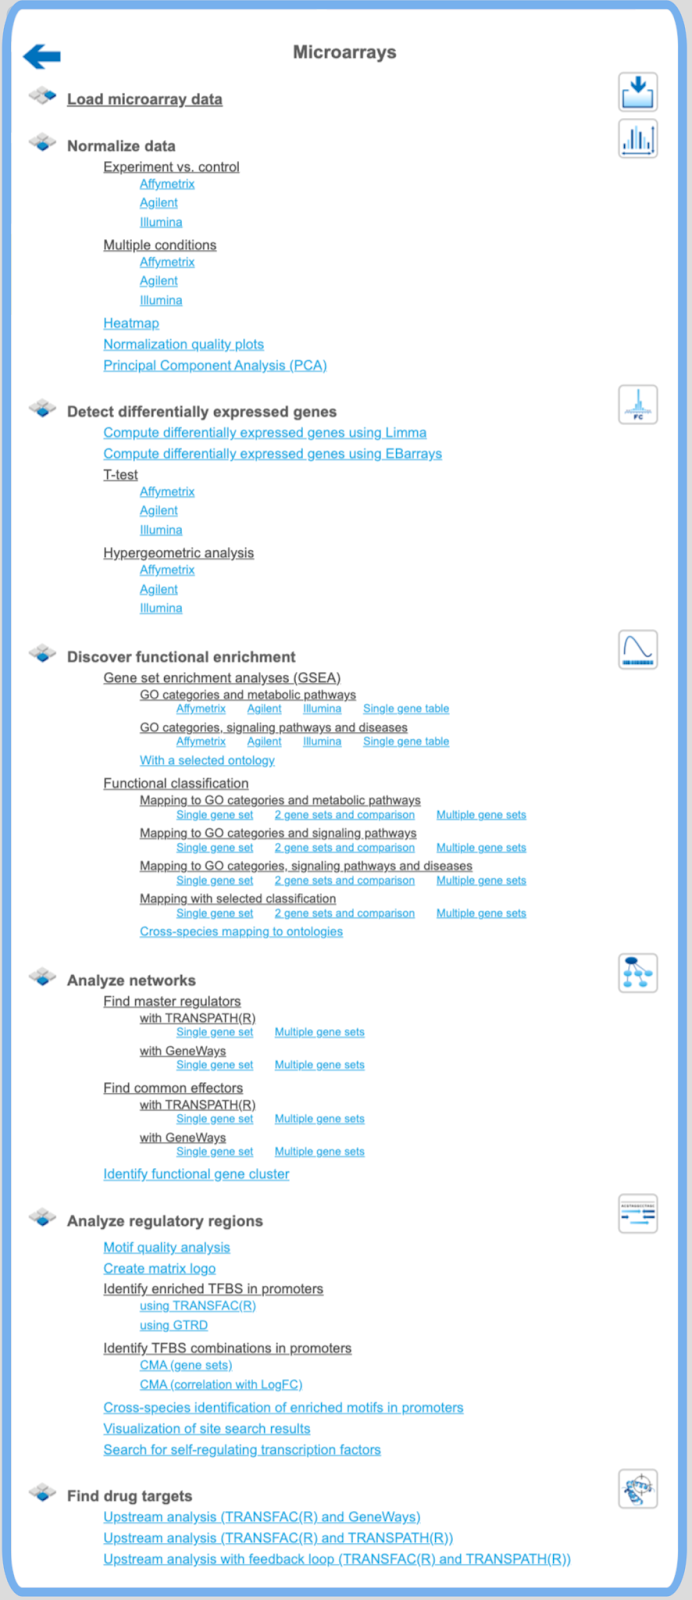 Microarrays
Load microarray data
Normalize data
Experiment vs. control
Affymetrix
Agilent
Illumina
Multiple conditions
Affymetrix
Agilent
Illumina
Heatmap
Normalization quality plots
Principal Component Analysis (PCA)
Detect differentially expressed genes
FC
Compute differentially expressed genes using Limma
Compute differentially expressed genes using EBarrays
T-test
Affymetrix
Agilent
Illumina
Hypergeometric analysis
Affymetrix
Agilent
Illumina
Discover functional enrichment
Gene set enrichment analyses (GSEA)
GO categories and metabolic pathways
Affymetrix Agilent Illumina Single gene table
GO categories, signaling pathways and diseases
Affymetrix Agilent Illumina Single gene table
With a selected ontology
Functional classification
Mapping to GO categories and metabolic pathways
Single gene set 2 gene sets and comparison Multiple gene sets
Mapping to GO categories and signaling pathways
Single gene set 2 gene sets and comparison Multiple gene sets
Mapping to GO categories, signaling pathways and diseases
Single gene set 2 gene sets and comparison Multiple gene sets
Mapping with selected classification
Single gene set 2 gene sets and comparison Multiple gene sets
Cross-species mapping to ontologies
Analyze networks
Find master regulators
with TRANSPATH(R)
Single gene set Multiple gene sets
with GeneWays
Single gene set Multiple gene sets
Find common effectors
with TRANSPATH(R)
Single gene set Multiple gene sets
with GeneWays
Single gene set Multiple gene sets
Identify functional gene cluster
Analyze regulatory regions
Motif quality analysis
Create matrix logo
Identify enriched TFBS in promoters
using TRANSFAC(R)
using GTRD
Identify TFBS combinations in promoters
CMA (gene sets)
CMA (correlation with LogFC)
Cross-species identification of enriched motifs in promoters
Visualization of site search results
Search for self-regulating transcription factors
Find drug targets
Upstream analysis (TRANSFAC(R) and GeneWays)
Upstream analysis (TRANSFAC(R) and TRANSPATH(R))
Upstream analysis with feedback loop (TRANSFAC(R) and TRANSPATH(R))